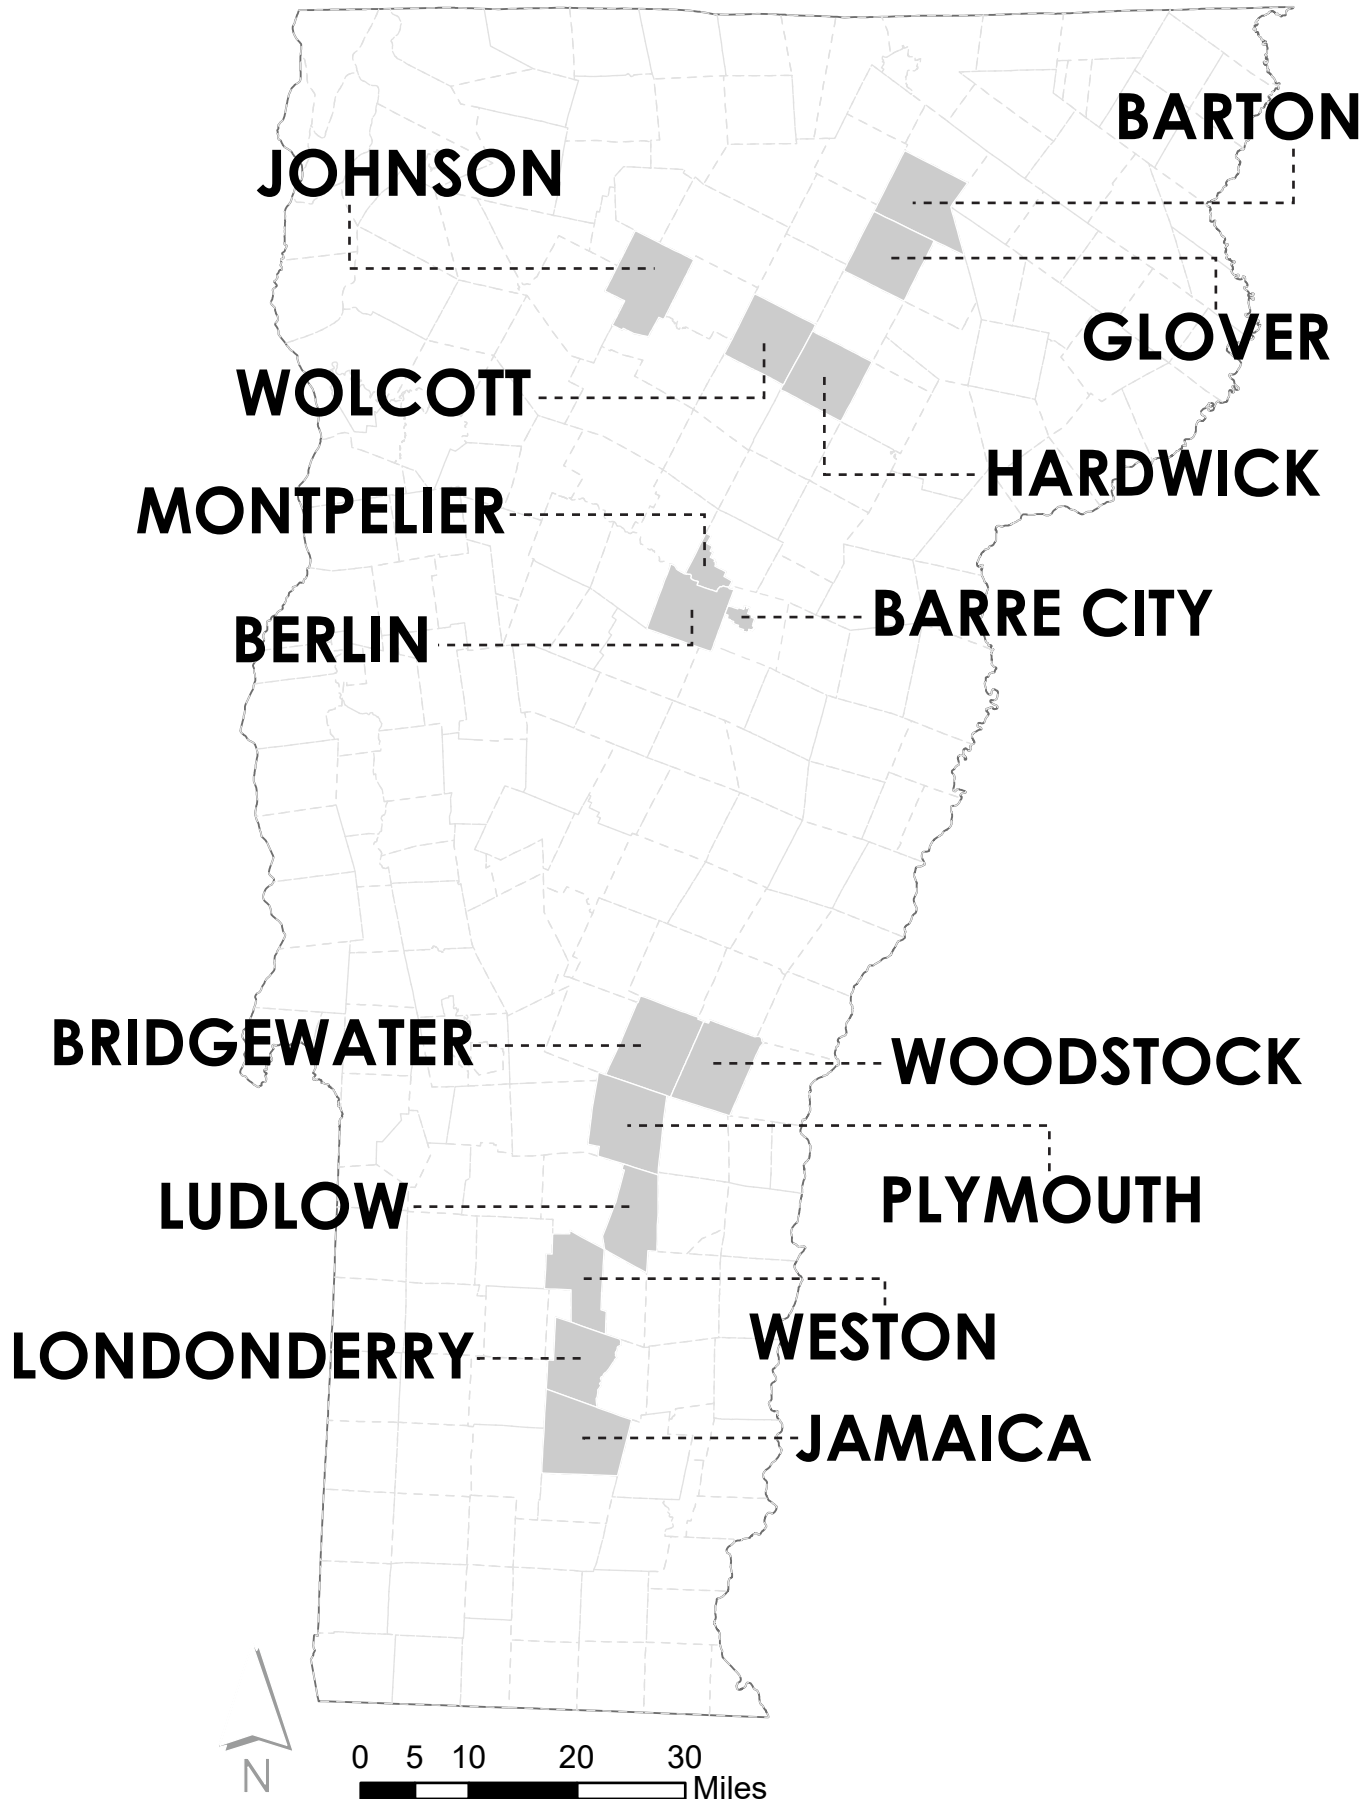 BARTON
JOHNSON
GLOVER
WOLCOTT
HARDWICK
MONTPELIER
BARRE CITY
BERLIN
BRIDGEWATER
WOODSTOCK
PLYMOUTH
LUDLOW
WESTON
LONDONDERRY
JAMAICA
N
0 5 10 20 30
Miles